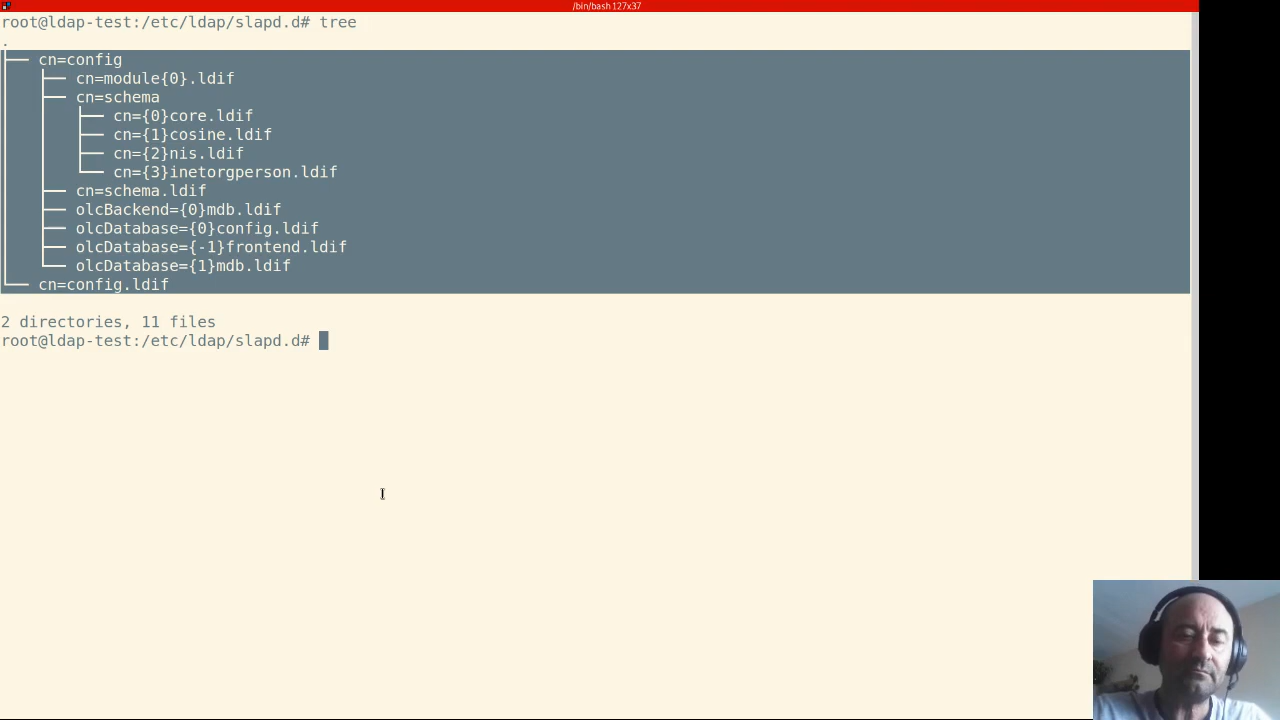 /bin/bash 127x37
root@ldap-test:/etc/ldap/slapd.d# tree
.
├── cn=config
│   ├── cn=module{0}.ldif
│   ├── cn=schema
│   │   ├── cn={0}core.ldif
│   │   ├── cn={1}cosine.ldif
│   │   ├── cn={2}nis.ldif
│   │   └── cn={3}inetorgperson.ldif
│   ├── cn=schema.ldif
│   ├── olcBackend={0}mdb.ldif
│   ├── olcDatabase={0}config.ldif
│   ├── olcDatabase={-1}frontend.ldif
│   └── olcDatabase={1}mdb.ldif
└── cn=config.ldif
2 directories, 11 files
root@ldap-test:/etc/ldap/slapd.d#